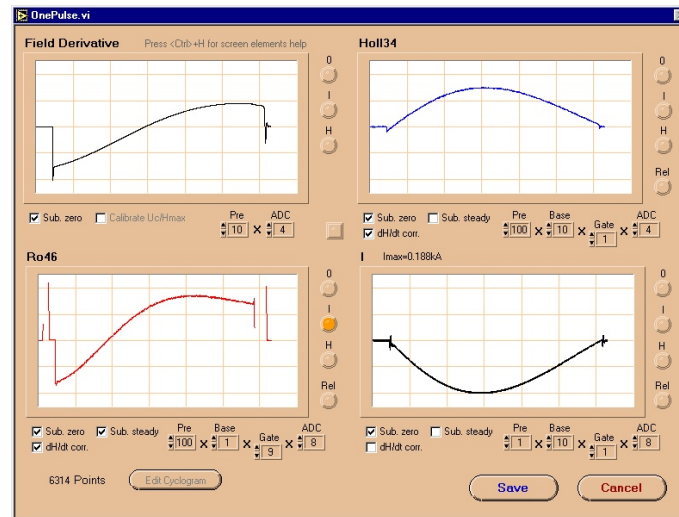 OnePulse.vi
Field Derivative Press <Ctrl-+H for screen elements help
0
I
H
Sub. zero Calibrate Uc/Hmax
Pre ADC
10 X 4
Holl34
0
I
H
Rel
Sub. zero Sub. steady
dH/dt corr.
Pre Base Gate ADC
100 X 10 X 1 X 4
Ro46
0
I
H
Rel
Sub. zero Sub. steady
dH/dt corr.
Pre Base Gate ADC
100 X 1 X 9 X 8
I Imax=0.188kA
0
I
H
Rel
Sub. zero Sub. steady
dH/dt corr.
Pre Base Gate ADC
1 X 10 X 1 X 8
6314 Points Edit Cyclogram Save Cancel